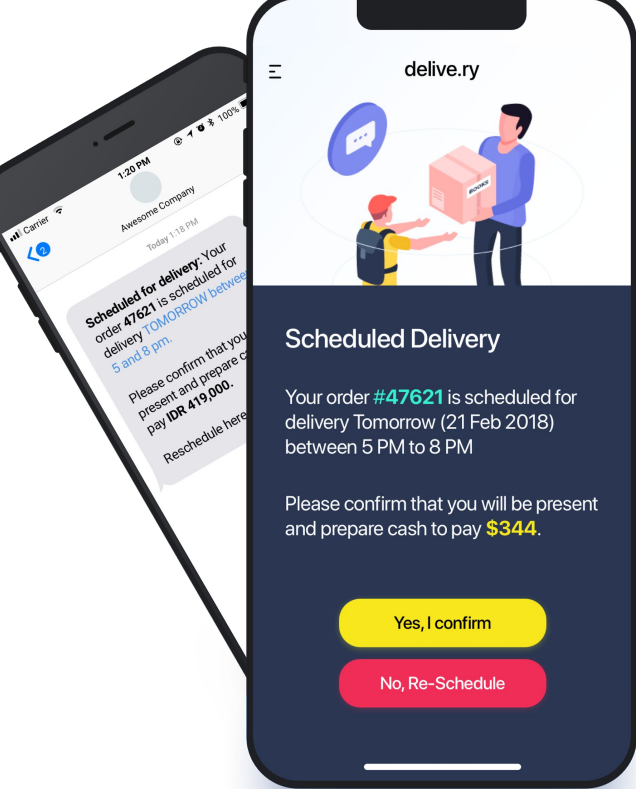 100%
1:20 PM
Carrier
2
Awesome Company
Today 1:18 PM
Scheduled for delivery: Your
order 47621 is scheduled for
delivery TOMORROW between
5 and 8 pm.
Please confirm that you
present and prepare
pay IDR 419,000.
Reschedule here
delive.ry
BOOKS
Scheduled Delivery
Your order #47621 is scheduled for
delivery Tomorrow (21 Feb 2018)
between 5 PM to 8 PM
Please confirm that you will be present
and prepare cash to pay $344.
Yes, I confirm
No, Re-Schedule